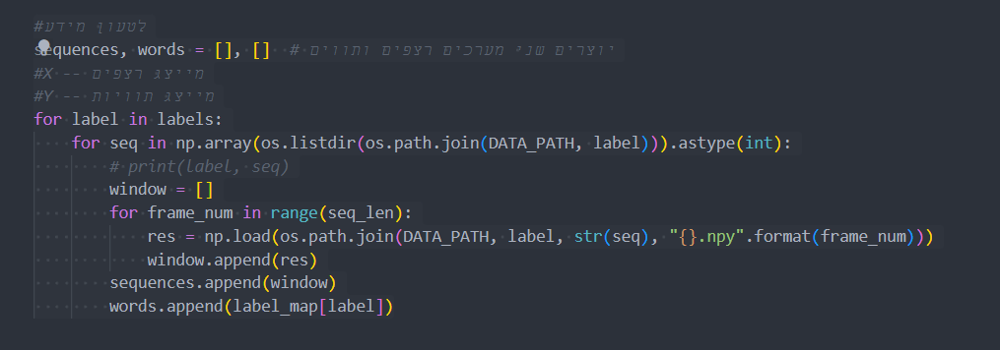 #לטעון מידע
sequences, words = [], [] # יוצרים שני מערכים רצפים ותווים
#X -- מייצג רצפים
#Y -- מייצג תוויות
for label in labels:
    for seq in np.array(os.listdir(os.path.join(DATA_PATH, label))).astype(int):
        # print(label, seq)
        window = []
        for frame_num in range(seq_len):
            res = np.load(os.path.join(DATA_PATH, label, str(seq), "{}.npy".format(frame_num)))
            window.append(res)
        sequences.append(window)
        words.append(label_map[label])